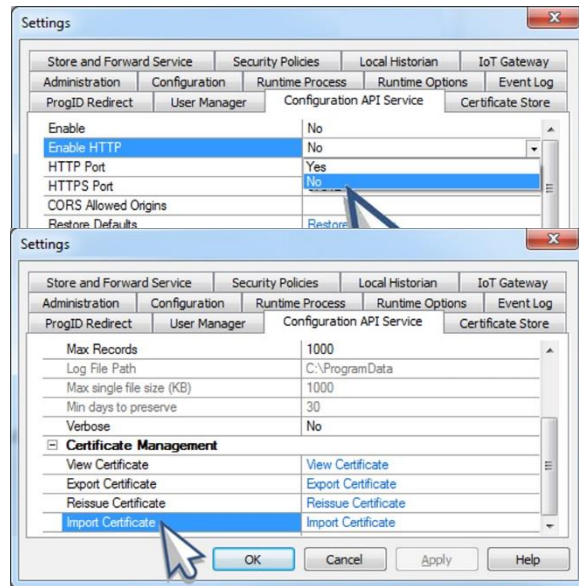 Settings
Store and Forward Service Security Policies Local Historian IoT Gateway
Administration Configuration Runtime Process Runtime Options Event Log
ProgID Redirect User Manager Configuration API Service Certificate Store
Enable No
Enable HTTP No
HTTP Port Yes
HTTPS Port No
CORS Allowed Origins
Restore Defaults Restore
Settings
Store and Forward Service Security Policies Local Historian IoT Gateway
Administration Configuration Runtime Process Runtime Options Event Log
ProgID Redirect User Manager Configuration API Service Certificate Store
Max Records 1000
Log File Path C:\ProgramData
Max single file size (KB) 1000
Min days to preserve 30
Verbose No
Certificate Management
View Certificate View Certificate
Export Certificate Export Certificate
Reissue Certificate Reissue Certificate
Import Certificate Import Certificate
OK Cancel Apply Help